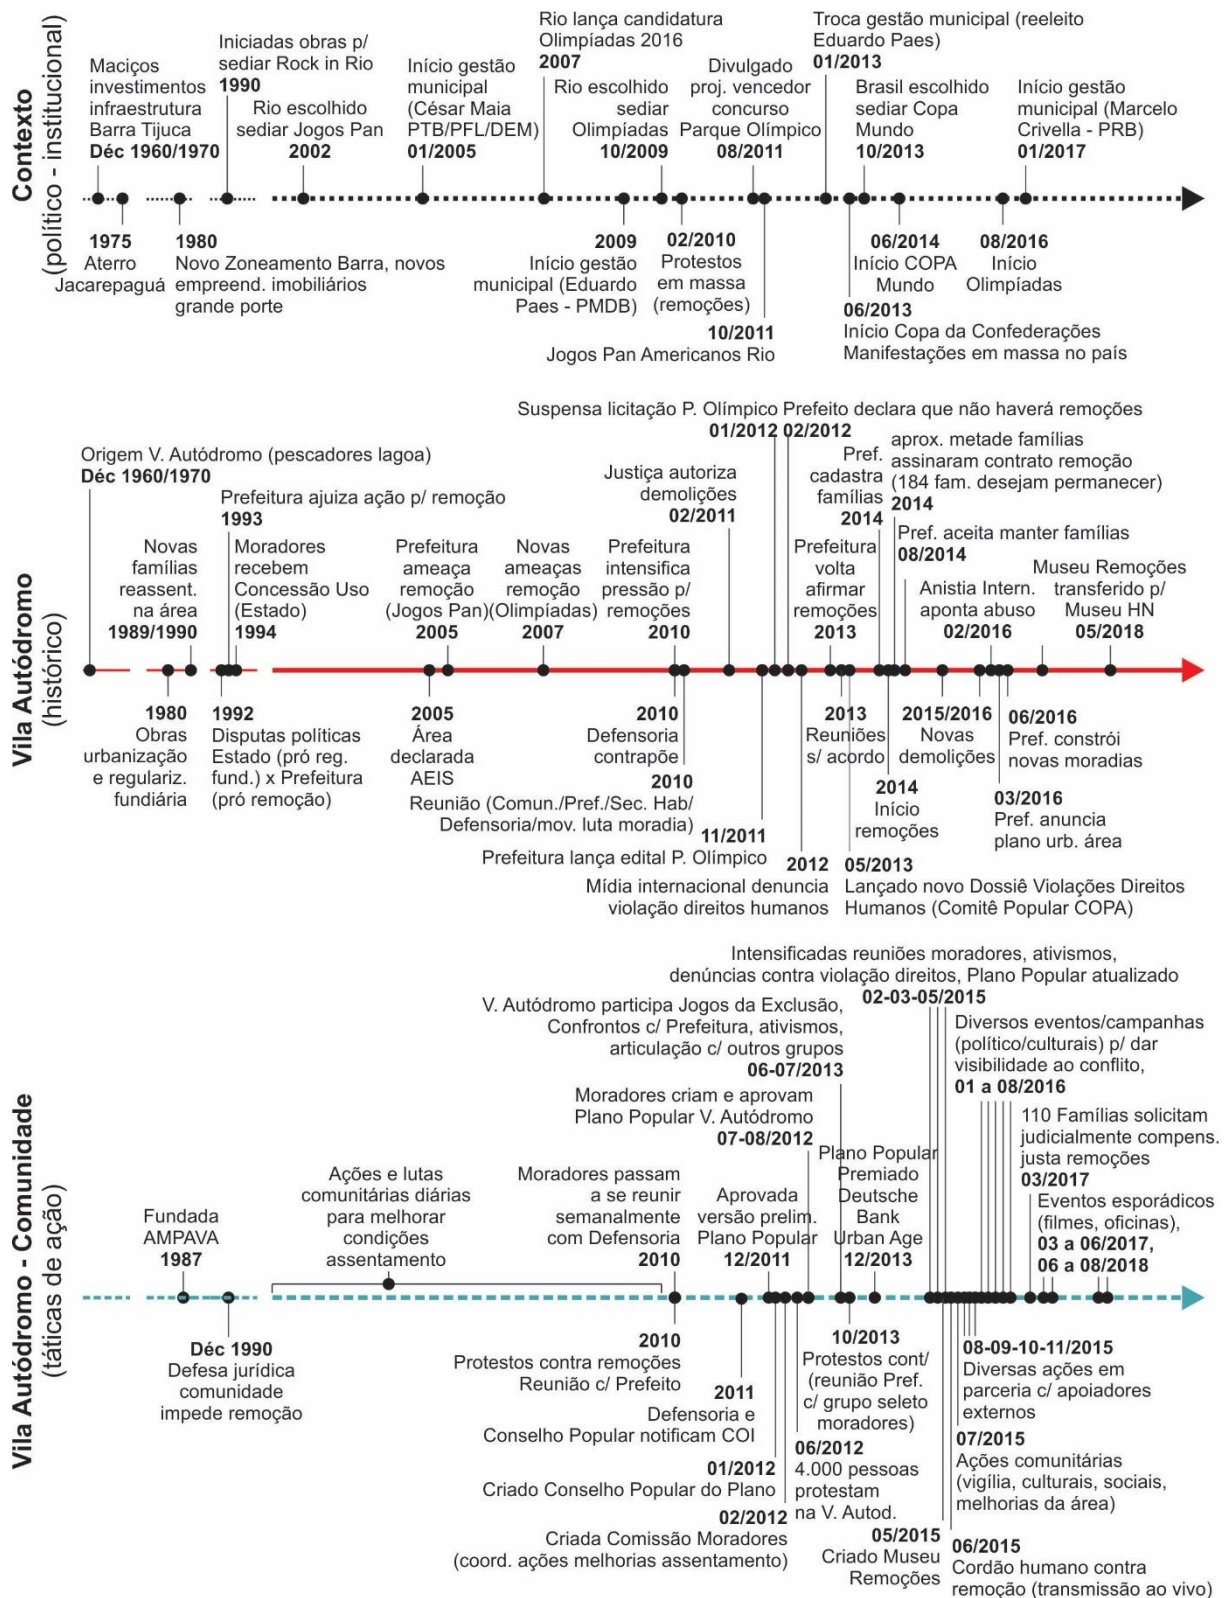 Contexto
(político - institucional)
Maciços
investimentos
infraestrutura
Barra Tijuca
Déc 1960/1970
Iniciadas obras p/
sediar Rock in Rio
1990
Rio escolhido
sediar Jogos Pan
2002
Início gestão
municipal
(César Maia
PTB/PFL/DEM)
01/2005
Rio lança candidatura
Olimpíadas 2016
2007
Rio escolhido
sediar
Olimpíadas
10/2009
Divulgado
proj. vencedor
concurso
Parque Olímpico
08/2011
Troca gestão municipal (reeleito
Eduardo Paes)
01/2013
Brasil escolhido
sediar Copa
Mundo
10/2013
Início gestão
municipal (Marcelo
Crivella - PRB)
01/2017
1975
Aterro
Jacarepaguá
1980
Novo Zoneamento Barra, novos
empreend. imobiliários
grande porte
2009
Início gestão
municipal (Eduardo
Paes - PMDB)
02/2010
Protestos
em massa
(remoções)
10/2011
Jogos Pan Americanos Rio
06/2014
Início COPA
Mundo
06/2013
Início Copa da Confederações
Manifestações em massa no país
08/2016
Início
Olimpíadas
Vila Autódromo
(histórico)
Origem V. Autódromo (pescadores lagoa)
Déc 1960/1970
Novas
famílias
reassent.
na área
1989/1990
Prefeitura ajuiza ação p/ remoção
1993
Moradores
recebem
Concessão Uso
(Estado)
1994
Prefeitura
ameaça
remoção
(Jogos Pan)
2005
Novas
ameaças
remoção
(Olimpíadas)
2007
Prefeitura
intensifica
pressão p/
remoções
2010
Justiça autoriza
demolições
02/2011
Suspensa licitação P. Olímpico
01/2012
Prefeito declara que não haverá remoções
02/2012
Prefeitura
volta
afirmar
remoções
2013
Pref.
cadastra
famílias
2014
aprox. metade famílias
assinaram contrato remoção
(184 fam. desejam permanecer)
2014
Pref. aceita manter famílias
08/2014
Anistia Intern.
aponta abuso
02/2016
Museu Remoções
transferido p/
Museu HN
05/2018
1980
Obras
urbanização
e regulariz.
fundiária
1992
Disputas políticas
Estado (pró reg.
fund.) x Prefeitura
(pró remoção)
2005
Área
declarada
AEIS
2010
Defensoria
contrapõe
2010
Reunião (Comun./Pref./Sec. Hab/
Defensoria/mov. luta moradia)
11/2011
Prefeitura lança edital P. Olímpico
2012
Mídia internacional denuncia
violação direitos humanos
2013
Reuniões
s/ acordo
05/2013
Lançado novo Dossiê Violações Direitos
Humanos (Comitê Popular COPA)
2014
Início
remoções
2015/2016
Novas
demolições
03/2016
Pref. anuncia
plano urb. área
06/2016
Pref. constrói
novas moradias
Vila Autódromo - Comunidade
(táticas de ação)
Fundada
AMPAVA
1987
Ações e lutas
comunitárias diárias
para melhorar
condições
assentamento
Moradores passam
a se reunir
semanalmente
com Defensoria
2010
Aprovada
versão prelim.
Plano Popular
12/2011
Moradores criam e aprovam
Plano Popular V. Autódromo
07-08/2012
V. Autódromo participa Jogos da Exclusão,
Confrontos c/ Prefeitura, ativismos,
articulação c/ outros grupos
06-07/2013
Plano Popular
Premiado
Deutsche
Bank
Urban Age
12/2013
Intensificadas reuniões moradores, ativismos,
denúncias contra violação direitos, Plano Popular atualizado
02-03-05/2015
Diversos eventos/campanhas
(político/culturais) p/ dar
visibilidade ao conflito,
01 a 08/2016
110 Famílias solicitam
judicialmente compens.
justa remoções
03/2017
Eventos esporádicos
(filmes, oficinas),
03 a 06/2017,
06 a 08/2018
Déc 1990
Defesa jurídica
comunidade
impede remoção
2010
Protestos contra remoções
Reunião c/ Prefeito
2011
Defensoria e
Conselho Popular notificam COI
01/2012
Criado Conselho Popular do Plano
02/2012
Criada Comissão Moradores
(coord. ações melhorias assentamento)
06/2012
4.000 pessoas
protestam
na V. Autod.
10/2013
Protestos cont/
(reunião Pref.
c/ grupo seleto
moradores)
05/2015
Criado Museu
Remoções
06/2015
Cordão humano contra
remoção (transmissão ao vivo)
07/2015
Ações comunitárias
(vigília, culturais, sociais,
melhorias da área)
08-09-10-11/2015
Diversas ações em
parceria c/ apoiadores
externos